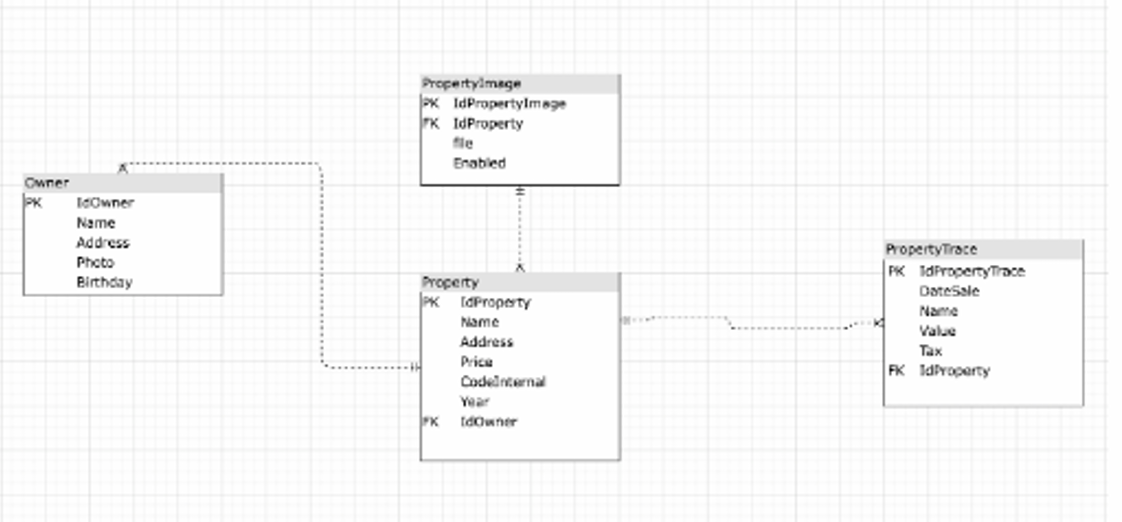 PropertyImage
PK IdPropertyImage
FK IdProperty
file
Enabled
Owner
PK IdOwner
Name
Address
Photo
Birthday
Property
PK IdProperty
Name
Address
Price
CodeInternal
Year
FK IdOwner
PropertyTrace
PK IdPropertyTrace
DateSale
Name
Value
Tax
FK IdProperty